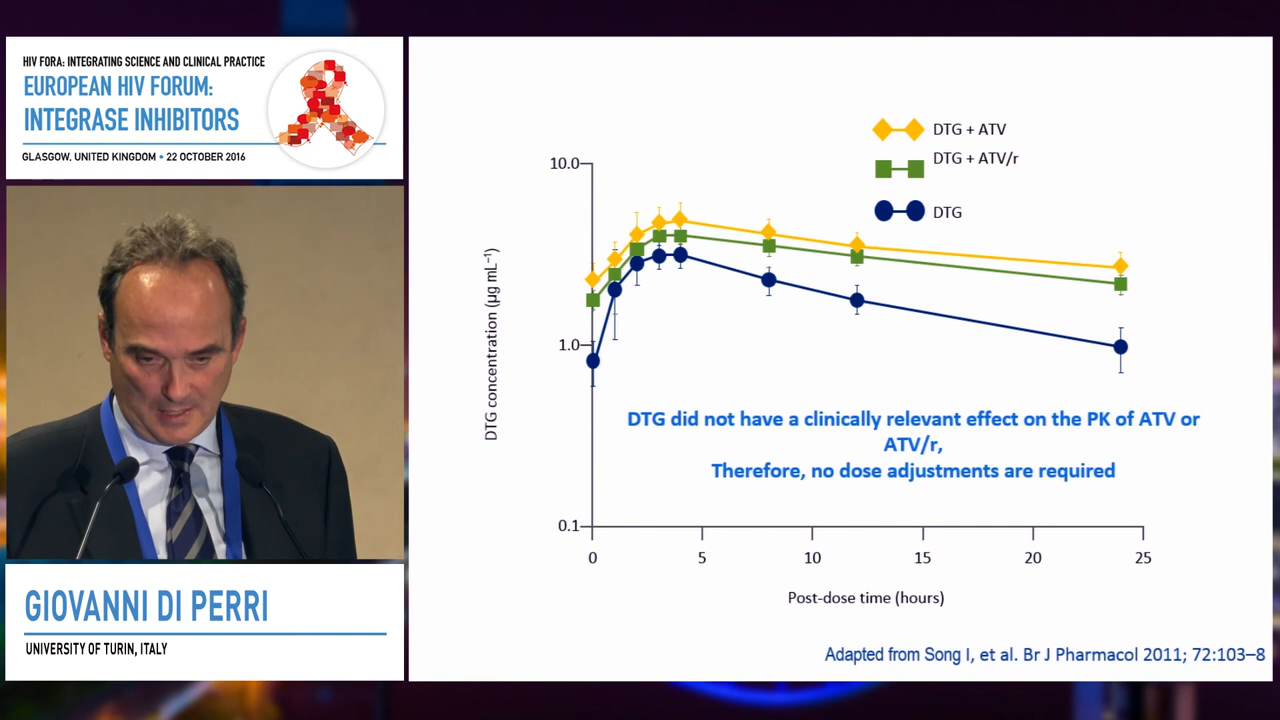 HIV FORA: INTEGRATING SCIENCE AND CLINICAL PRACTICE
EUROPEAN HIV FORUM:
INTEGRASE INHIBITORS
GLASGOW, UNITED KINGDOM • 22 OCTOBER 2016
GIOVANNI DI PERRI
UNIVERSITY OF TURIN, ITALY
DTG + ATV
DTG + ATV/r
DTG
10.0
1.0
0.1
DTG concentration (µg mL⁻¹)
DTG did not have a clinically relevant effect on the PK of ATV or
ATV/r,
Therefore, no dose adjustments are required
0 5 10 15 20 25
Post-dose time (hours)
Adapted from Song I, et al. Br J Pharmacol 2011; 72:103–8